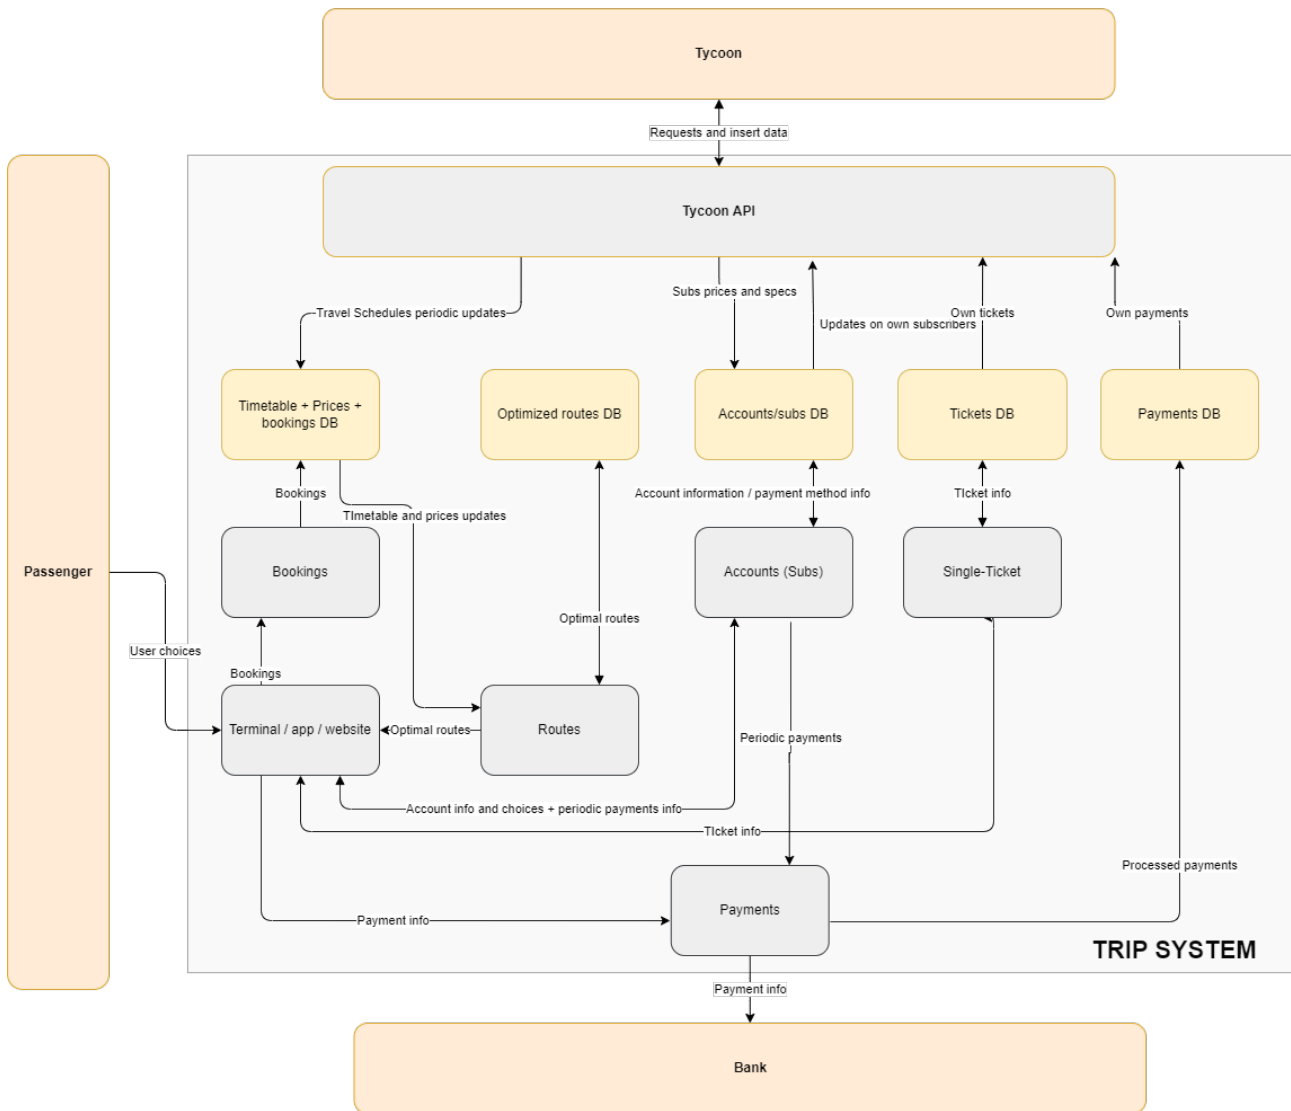 Tycoon
Requests and insert data
Tycoon API
Subs prices and specs
Travel Schedules periodic updates
Own tickets
Own payments
Updates on own subscribers
Timetable + Prices +
bookings DB
Optimized routes DB
Accounts/subs DB
Tickets DB
Payments DB
Bookings
Account information / payment method info
TIcket info
TImetable and prices updates
Passenger
Bookings
Accounts (Subs)
Single-Ticket
Optimal routes
User choices
Bookings
Terminal / app / website
Optimal routes
Routes
Periodic payments
Account info and choices + periodic payments info
TIcket info
Processed payments
Payments
Payment info
TRIP SYSTEM
Payment info
Bank